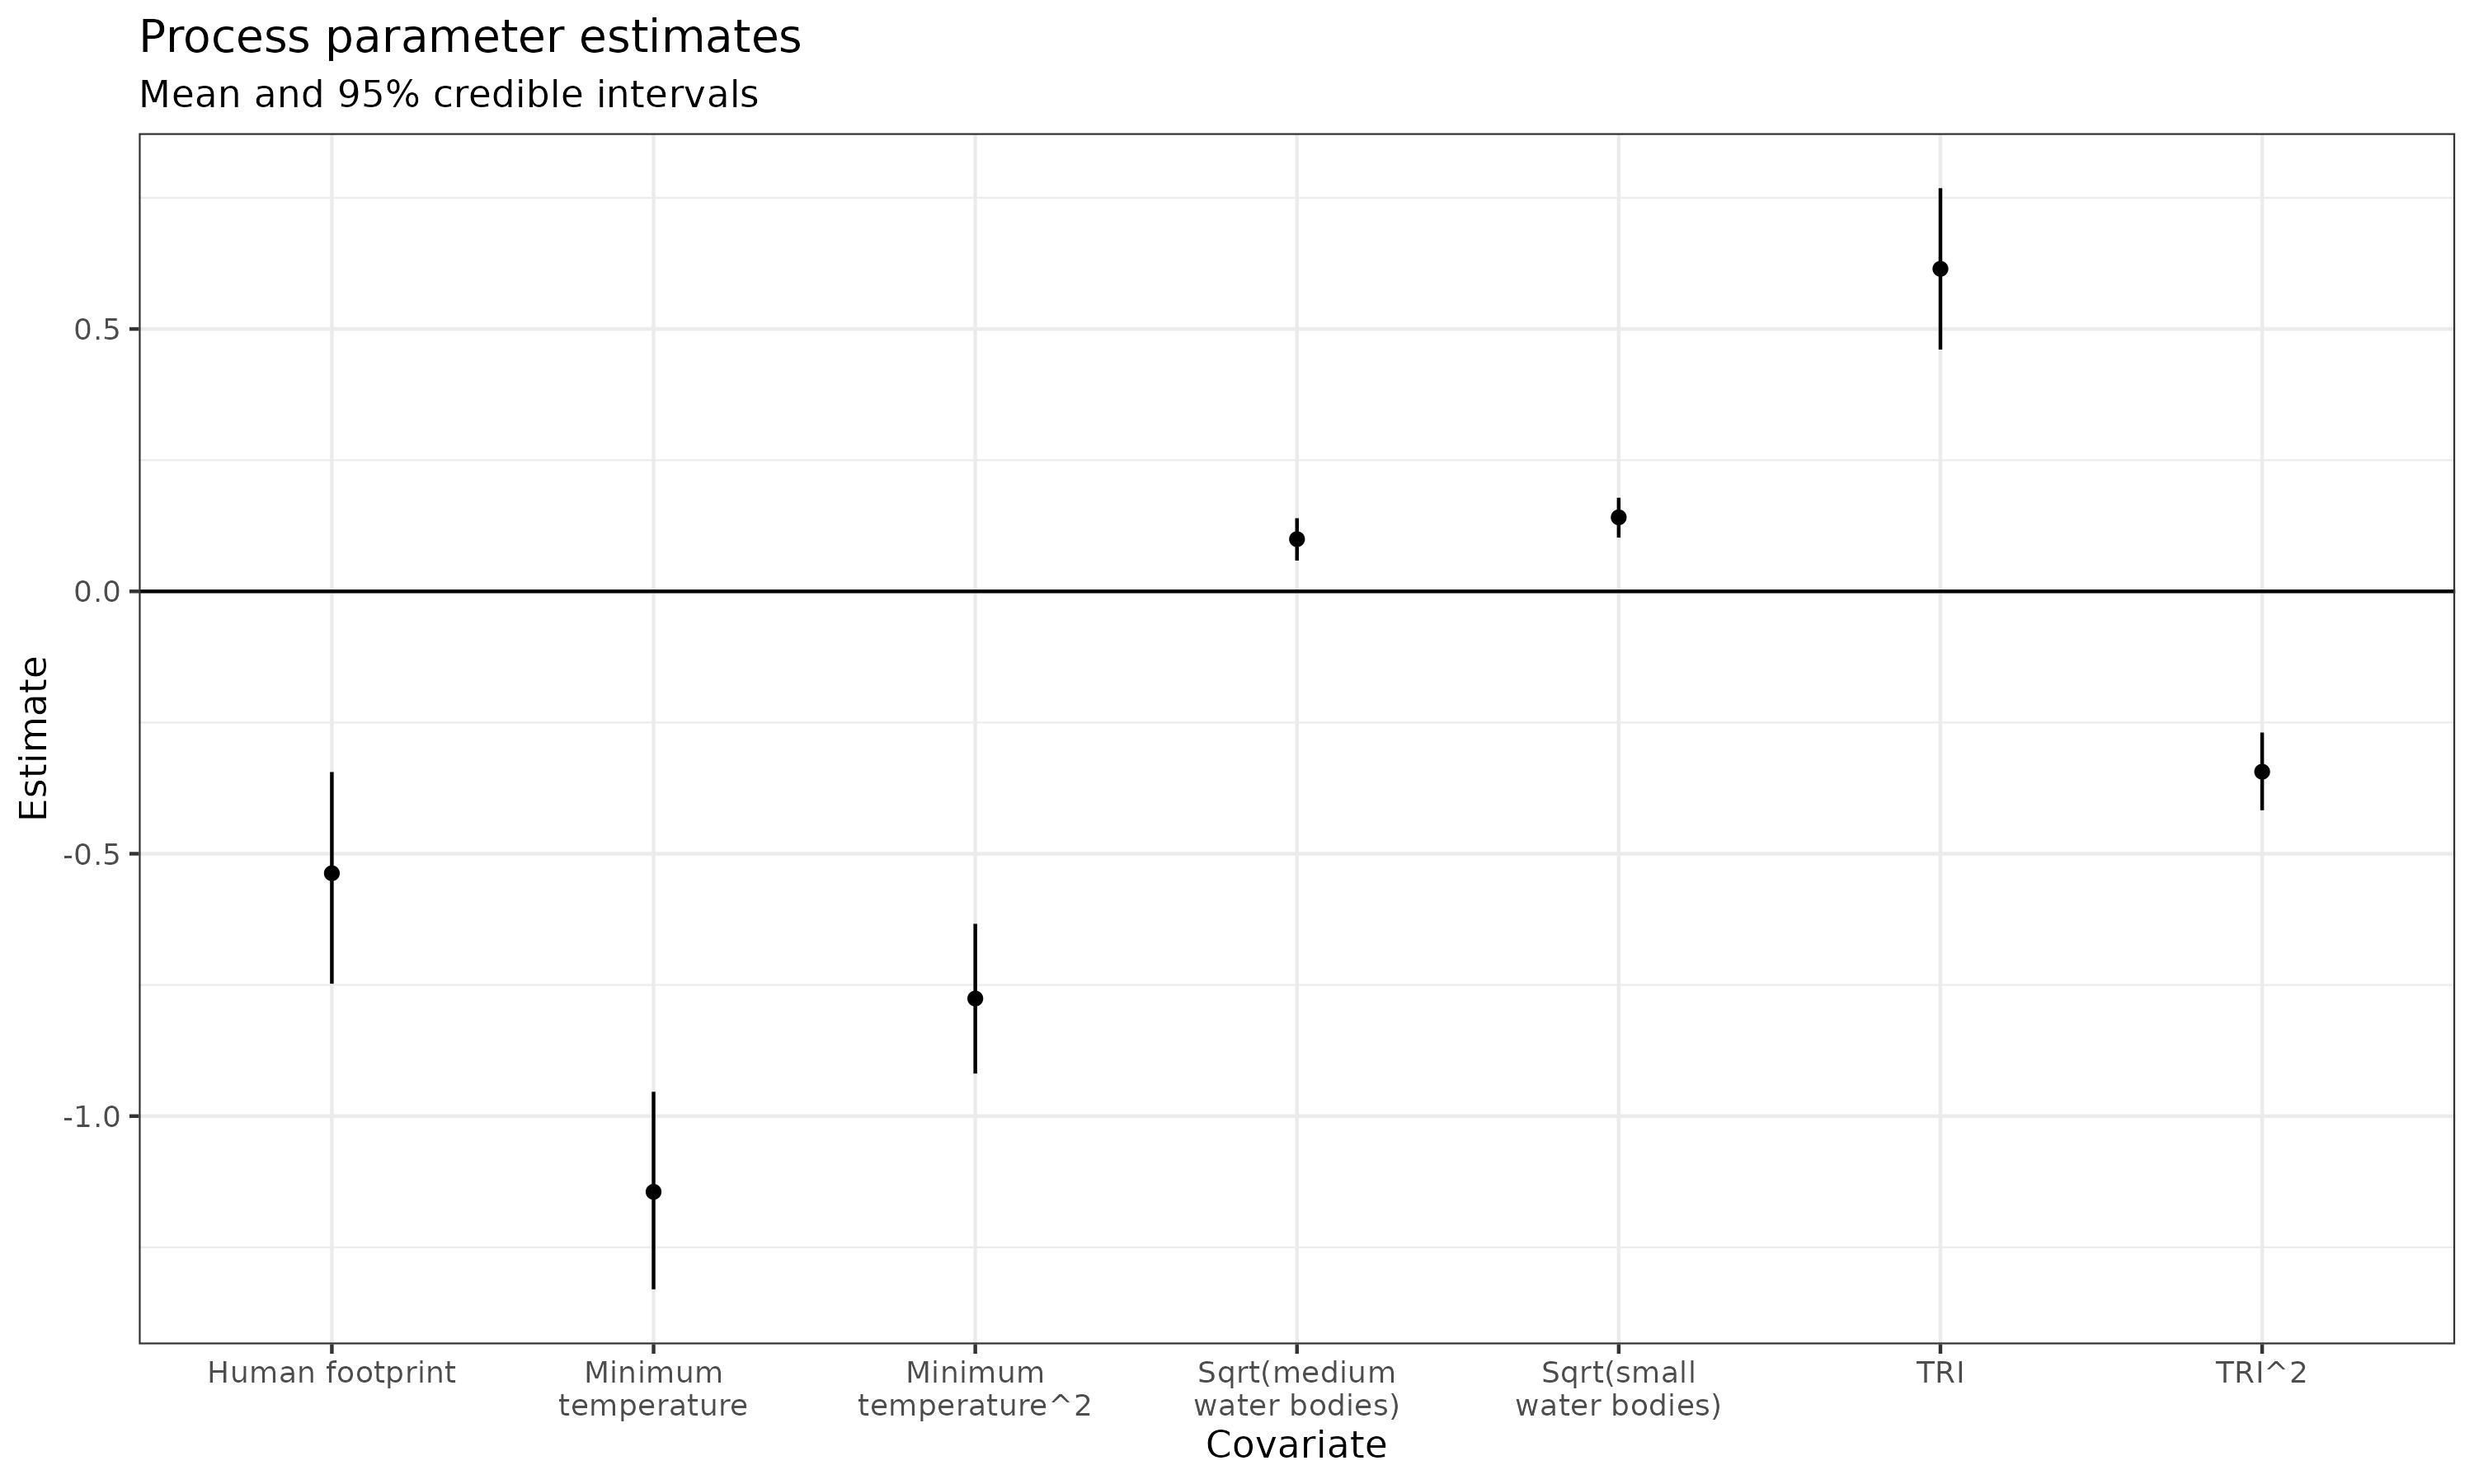 Process parameter estimates
Mean and 95% credible intervals
Estimate
0.5
0.0
-0.5
-1.0
Human footprint
Minimum
temperature
Minimum
temperature^2
Sqrt(medium
water bodies)
Sqrt(small
water bodies)
TRI
TRI^2
Covariate